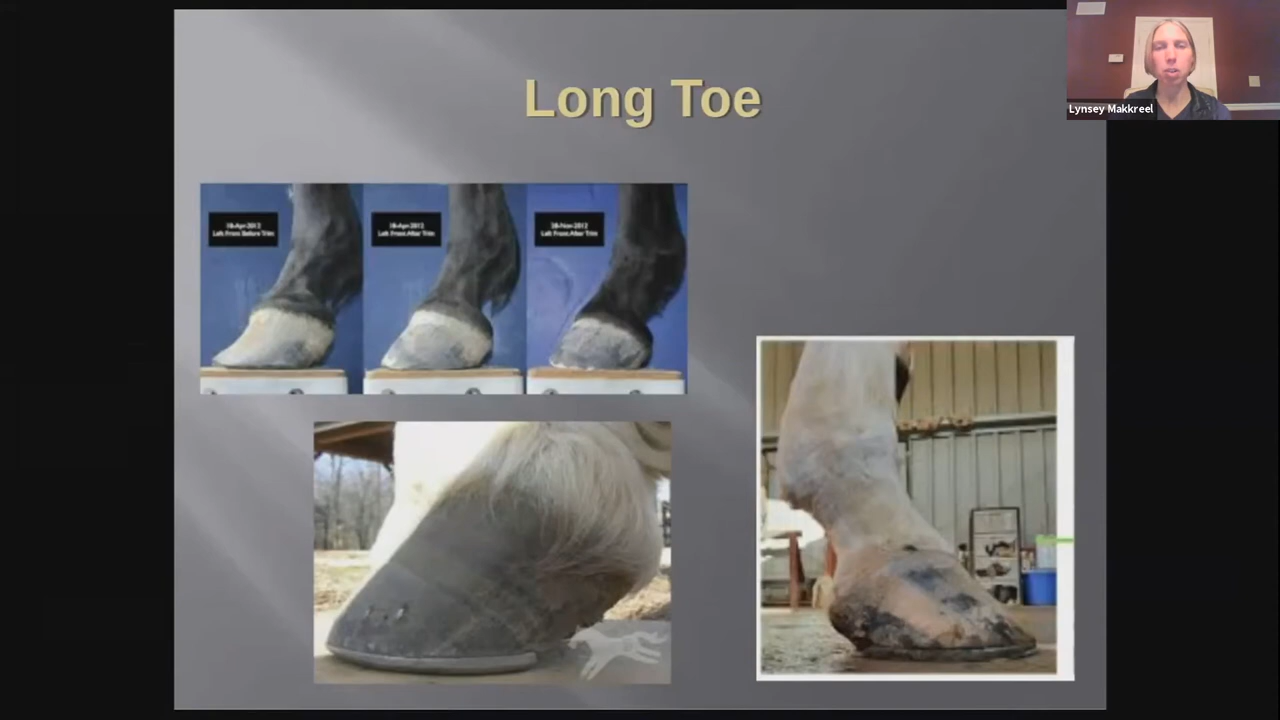 Long Toe
Lynsey Makkreel
18-Apr-2012
Left Front Before Trim
18-Apr-2012
Left Front After Trim
28-Nov-2012
Left Front After Trim